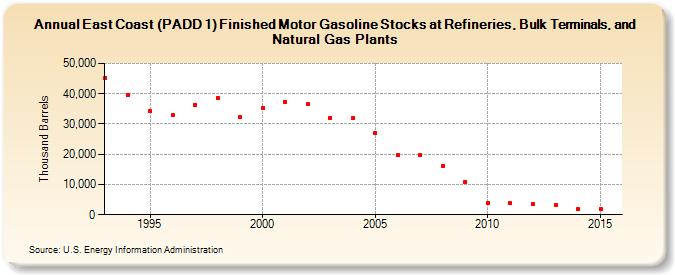 Annual East Coast (PADD 1) Finished Motor Gasoline Stocks at Refineries, Bulk Terminals, and
Natural Gas Plants
Thousand Barrels
50,000
40,000
30,000
20,000
10,000
0
1995 2000 2005 2010 2015
Source: U.S. Energy Information Administration